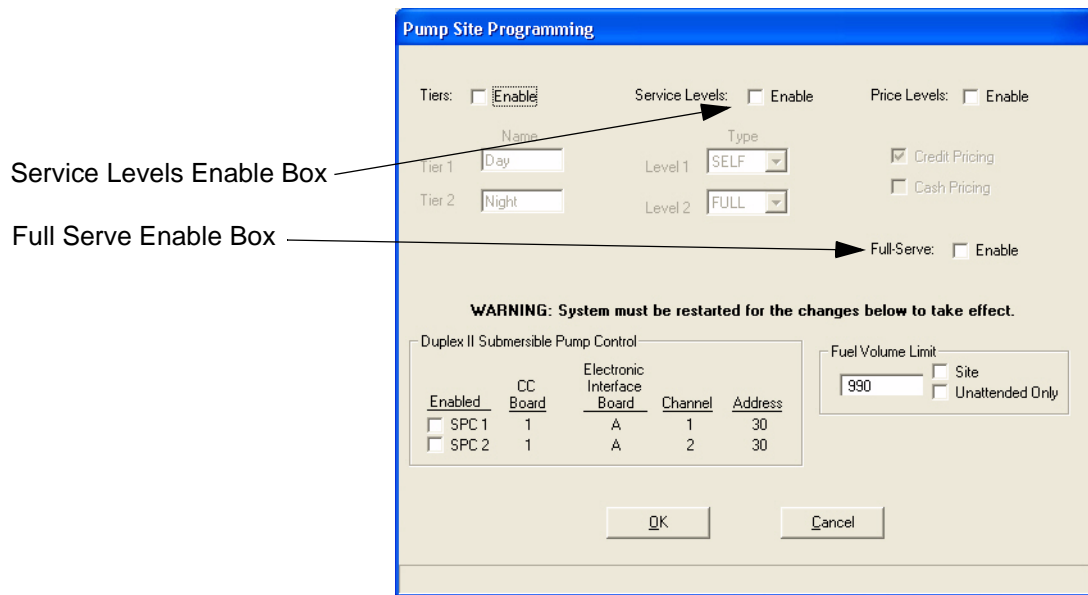 Pump Site Programming
Tiers: Enable Service Levels: Enable Price Levels: Enable
Name Type
Service Levels Enable Box
Tier 1 Day Level 1 SELF Credit Pricing
Tier 2 Night Level 2 FULL Cash Pricing
Full Serve Enable Box
Full-Serve: Enable
WARNING: System must be restarted for the changes below to take effect.
Duplex II Submersible Pump Control
Fuel Volume Limit
Enabled CC Board Electronic Interface Board Channel Address
990 Site
Unattended Only
SPC 1 1 A 1 30
SPC 2 1 A 2 30
OK Cancel